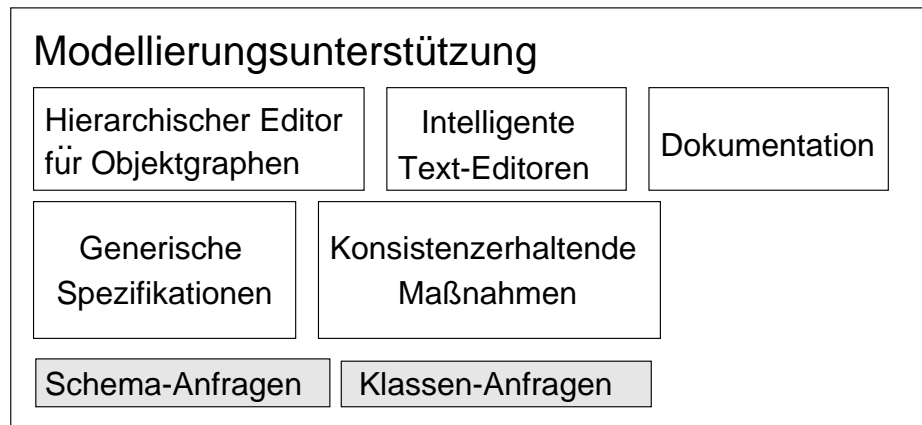 Modellierungsunterstützung
Hierarchischer Editor
für Objektgraphen
Intelligente
Text-Editoren
Dokumentation
Generische
Spezifikationen
Konsistenzerhaltende
Maßnahmen
Schema-Anfragen
Klassen-Anfragen